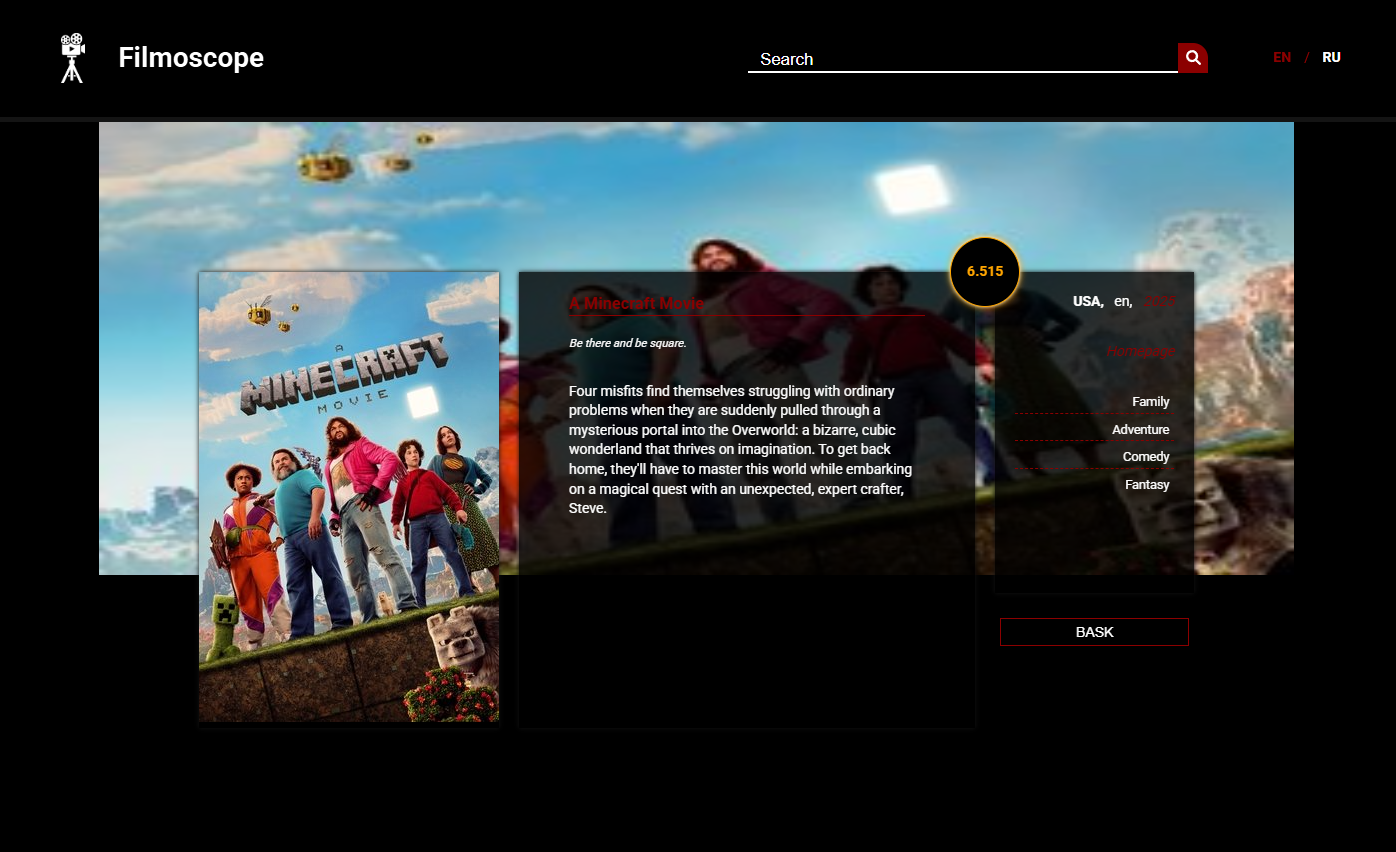 Filmoscope
Search
EN / RU
A
MINECRAFT
MOVIE
A Minecraft Movie
Be there and be square.
Four misfits find themselves struggling with ordinary
problems when they are suddenly pulled through a
mysterious portal into the Overworld: a bizarre, cubic
wonderland that thrives on imagination. To get back
home, they'll have to master this world while embarking
on a magical quest with an unexpected, expert crafter,
Steve.
6.515
USA, en, 2025
Homepage
Family
Adventure
Comedy
Fantasy
BASK